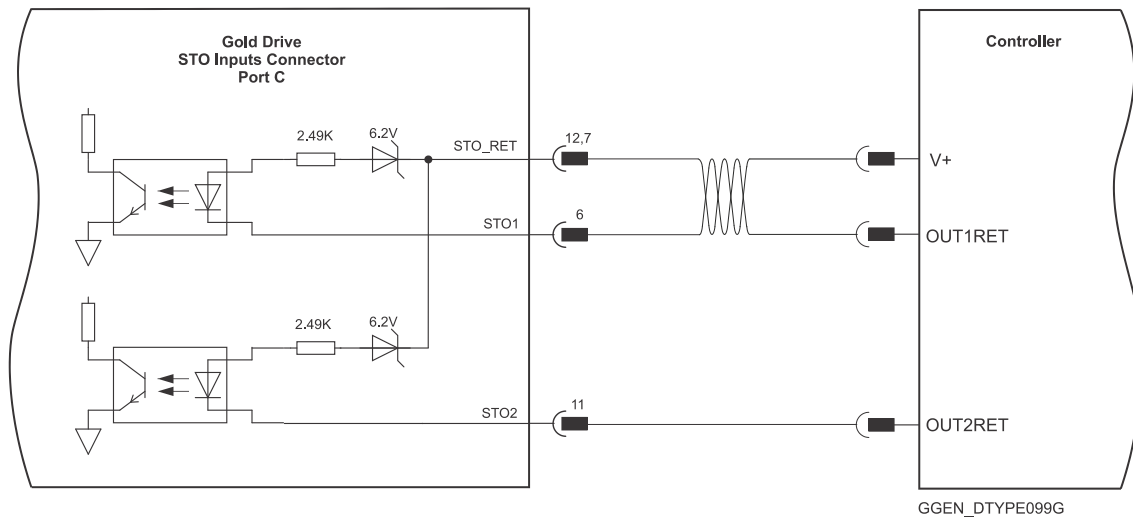 Gold Drive
STO Inputs Connector
Port C
Controller
2.49K
6.2V
STO_RET
12,7
V+
STO1
6
OUT1RET
2.49K
6.2V
STO2
11
OUT2RET
GGEN_DTYPE099G